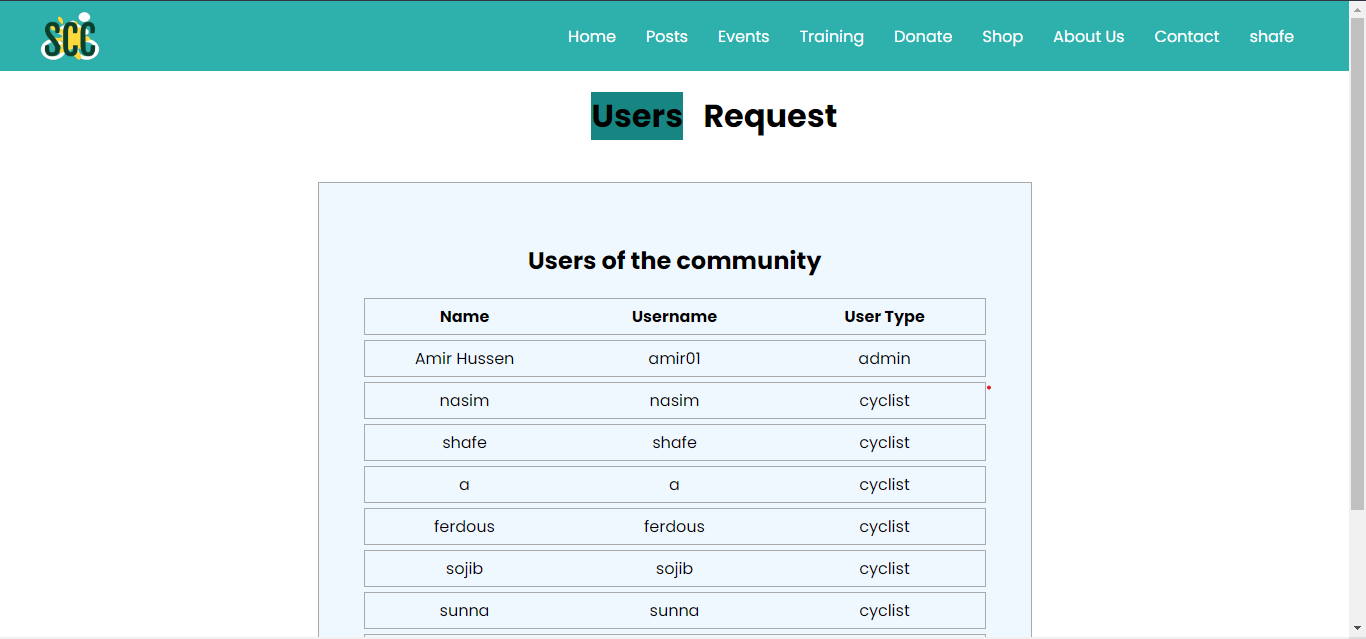 SCC
Home Posts Events Training Donate Shop About Us Contact shafe
Users Request
Users of the community
Name Username User Type
Amir Hussen amir01 admin
nasim nasim cyclist
shafe shafe cyclist
a a cyclist
ferdous ferdous cyclist
sojib sojib cyclist
sunna sunna cyclist